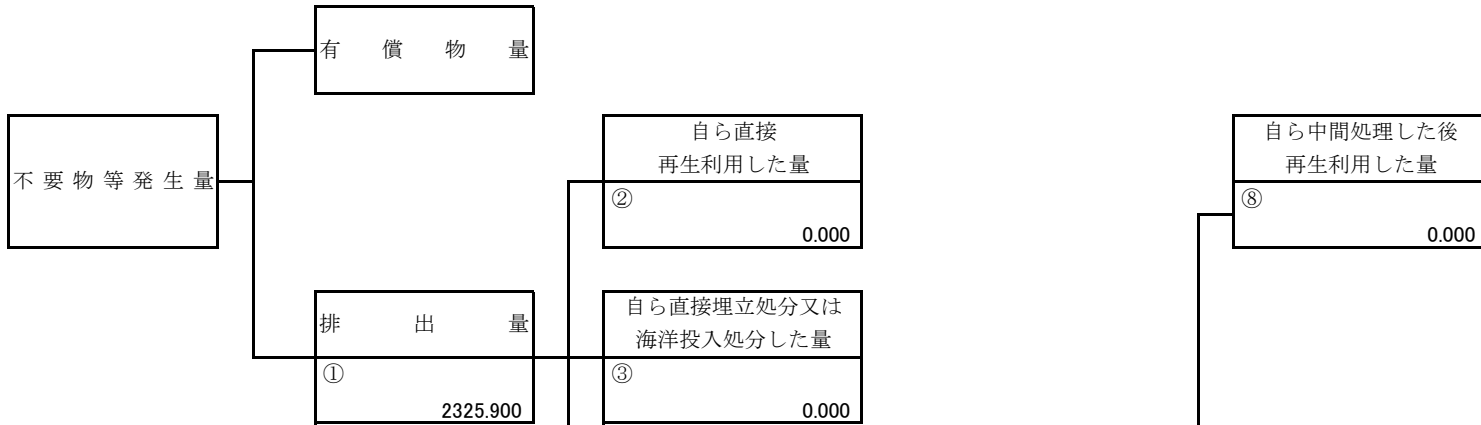 有償物量
不要物等発生量
自ら直接
再生利用した量
②
0.000
自ら中間処理した後
再生利用した量
⑧
0.000
排出量
①
2325.900
自ら直接埋立処分又は
海洋投入処分した量
③
0.000